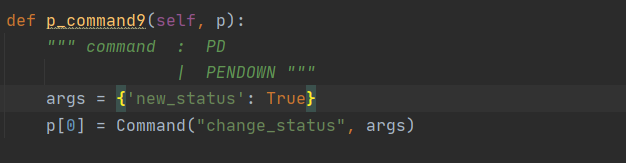 def p_command9(self, p):
    """ command  :  PD
                 |  PENDOWN """
    args = {'new_status': True}
    p[0] = Command("change_status", args)